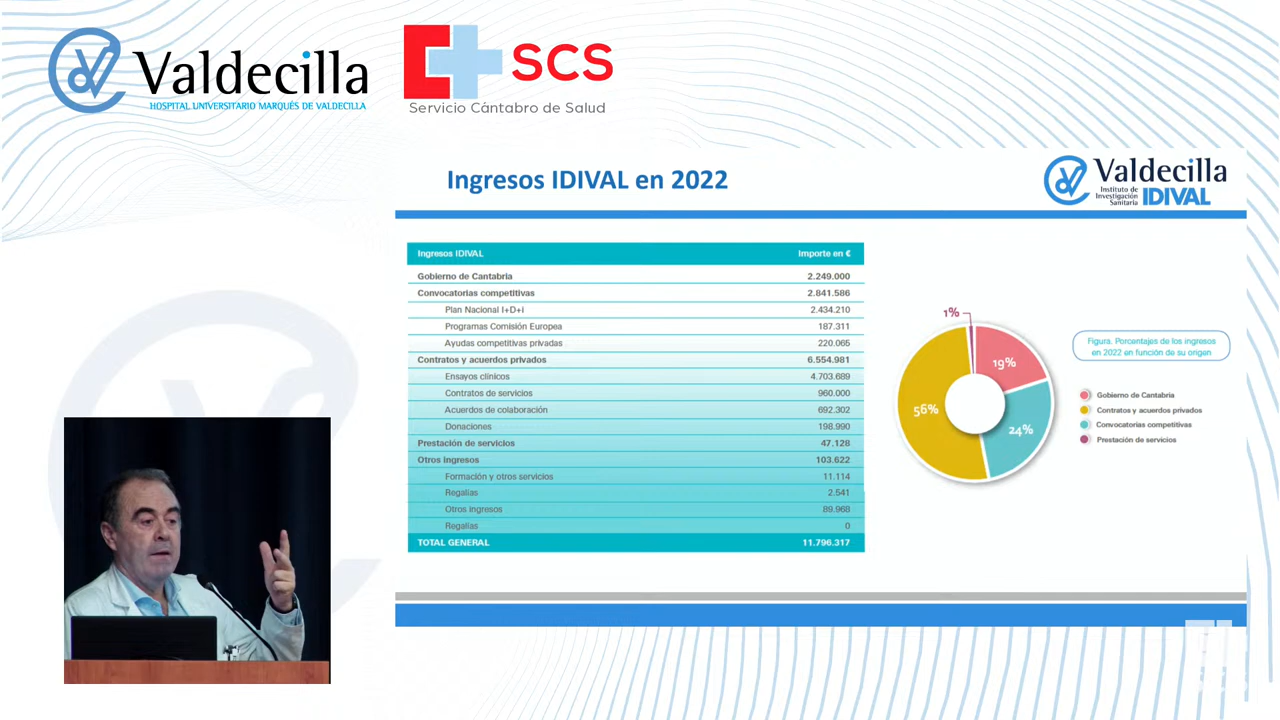 Valdecilla
HOSPITAL UNIVERSITARIO MARQUÉS DE VALDECILLA
SCS
Servicio Cántabro de Salud
Ingresos IDIVAL en 2022
Valdecilla
Instituto de
Investigación
Sanitaria
IDIVAL
Ingresos IDIVAL Importe en €
Gobierno de Cantabria 2.249.000
Convocatorias competitivas 2.841.586
Plan Nacional I+D+i 2.434.210
Programas Comisión Europea 187.311
Ayudas competitivas privadas 220.065
Contratos y acuerdos privados 6.554.981
Ensayos clínicos 4.703.689
Contratos de servicios 960.000
Acuerdos de colaboración 692.302
Donaciones 198.990
Prestación de servicios 47.128
Otros ingresos 103.622
Formación y otros servicios 11.114
Regalías 2.541
Otros ingresos 89.968
Regalías 0
TOTAL GENERAL 11.796.317
1%
19%
56%
24%
Figura. Porcentajes de los ingresos
en 2022 en función de su origen
Gobierno de Cantabria
Contratos y acuerdos privados
Convocatorias competitivas
Prestación de servicios